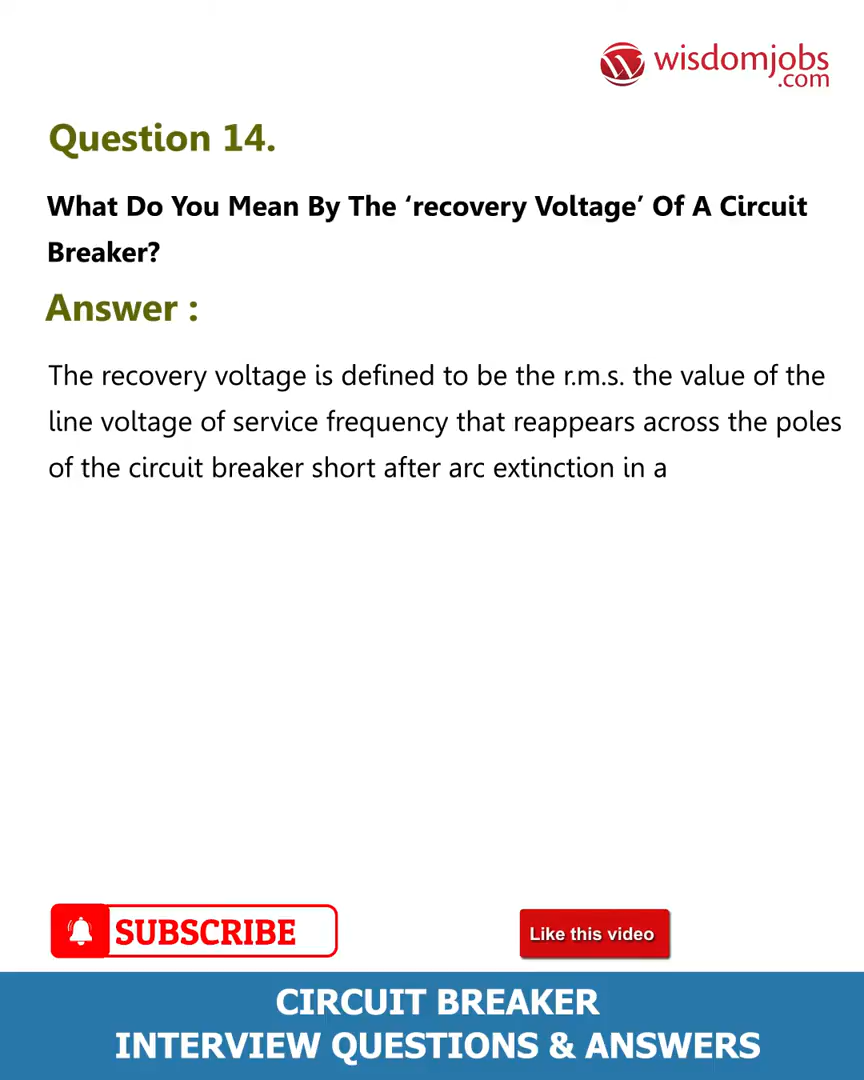 wisdomjobs
.com
Question 14.
What Do You Mean By The ‘recovery Voltage’ Of A Circuit
Breaker?
Answer :
The recovery voltage is defined to be the r.m.s. the value of the
line voltage of service frequency that reappears across the poles
of the circuit breaker short after arc extinction in a
SUBSCRIBE
Like this video
CIRCUIT BREAKER
INTERVIEW QUESTIONS & ANSWERS